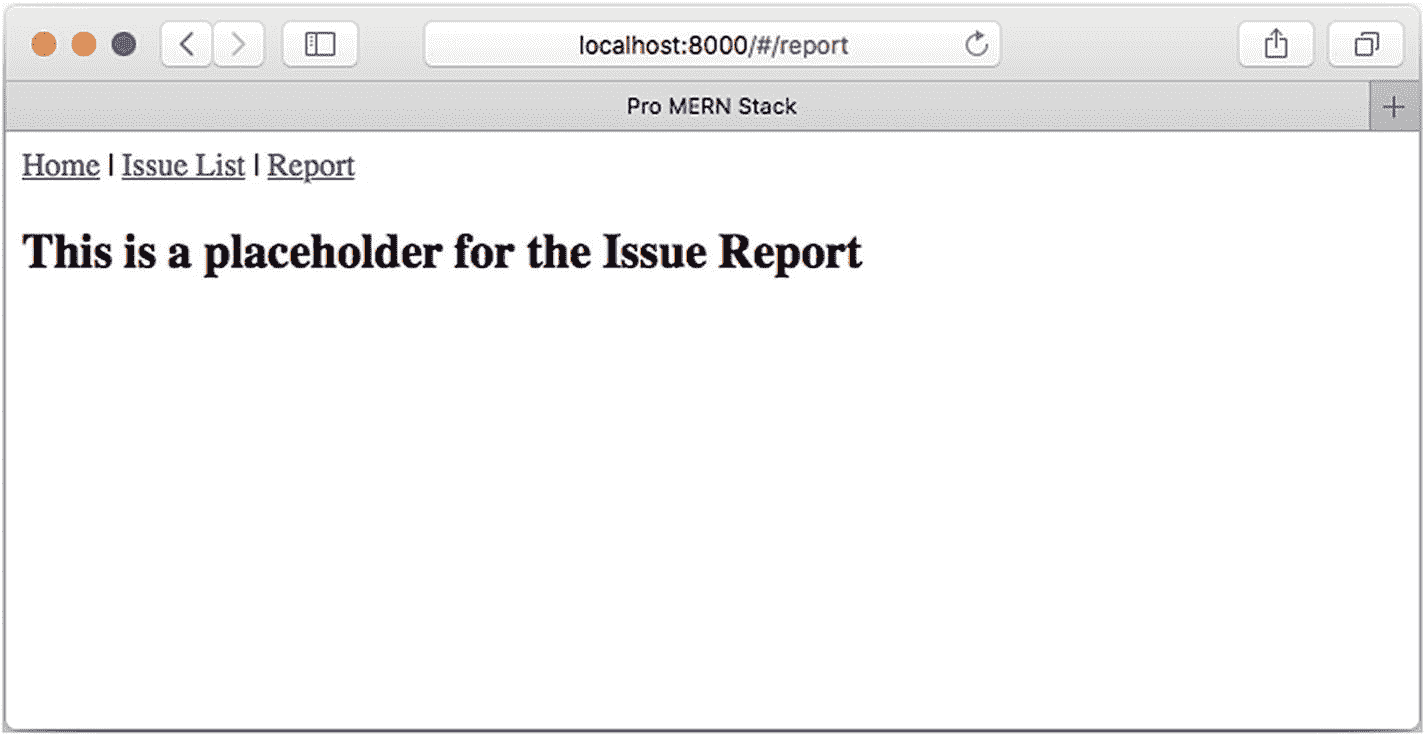 localhost:8000/#/report
Pro MERN Stack
Home | Issue List | Report
This is a placeholder for the Issue Report